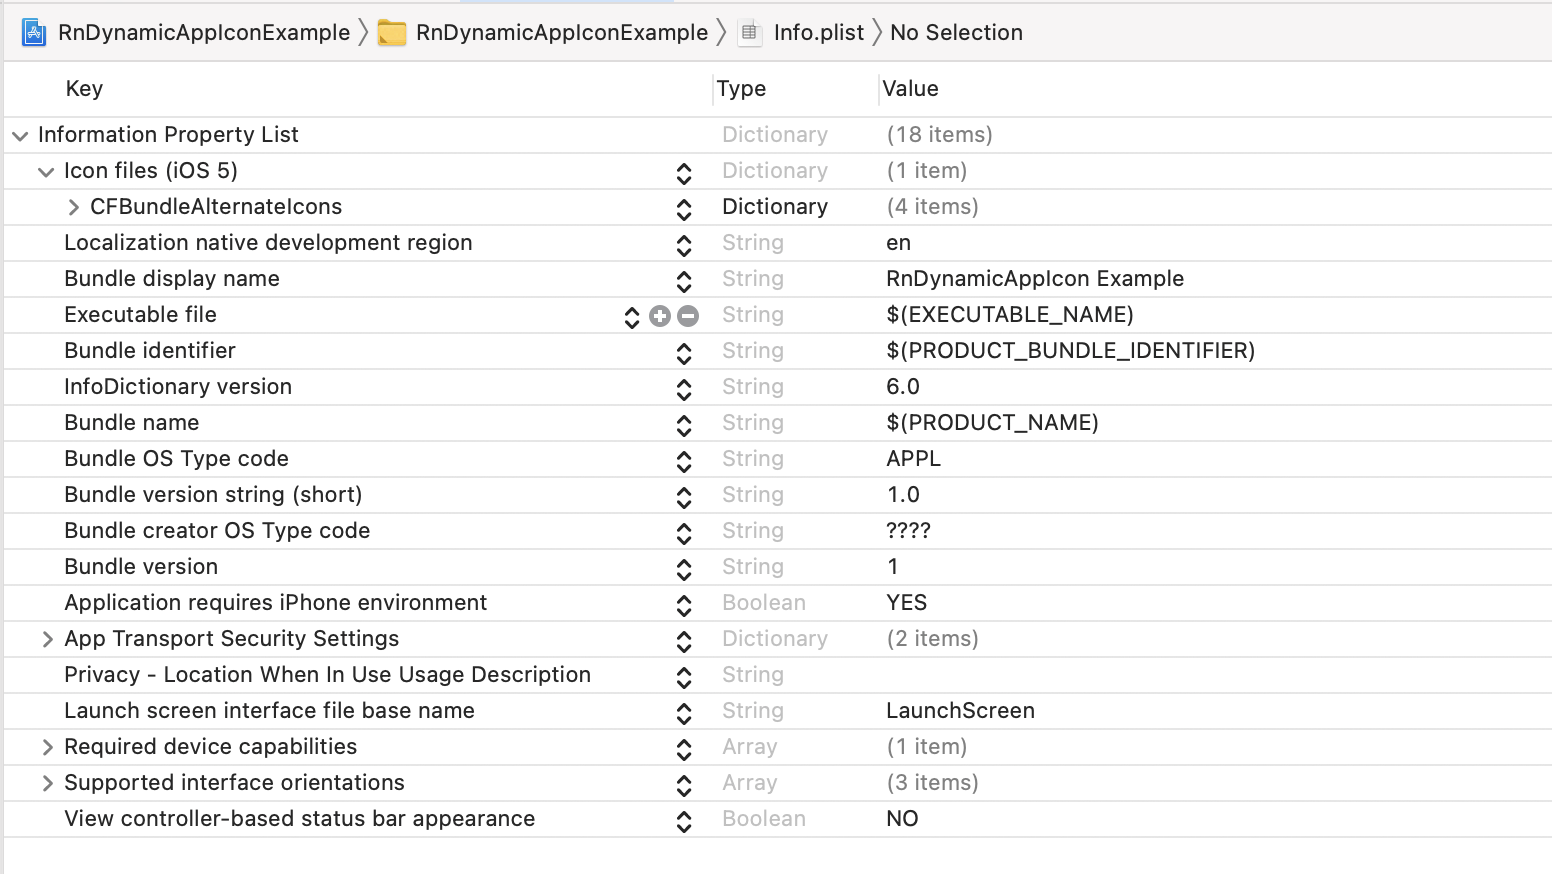 RnDynamicAppIconExample RnDynamicAppIconExample Info.plist No Selection
Key Type Value
Information Property List Dictionary (18 items)
Icon files (iOS 5) Dictionary (1 item)
CFBundleAlternateIcons Dictionary (4 items)
Localization native development region String en
Bundle display name String RnDynamicAppIcon Example
Executable file String $(EXECUTABLE_NAME)
Bundle identifier String $(PRODUCT_BUNDLE_IDENTIFIER)
InfoDictionary version String 6.0
Bundle name String $(PRODUCT_NAME)
Bundle OS Type code String APPL
Bundle version string (short) String 1.0
Bundle creator OS Type code String ????
Bundle version String 1
Application requires iPhone environment Boolean YES
App Transport Security Settings Dictionary (2 items)
Privacy - Location When In Use Usage Description String
Launch screen interface file base name String LaunchScreen
Required device capabilities Array (1 item)
Supported interface orientations Array (3 items)
View controller-based status bar appearance Boolean NO